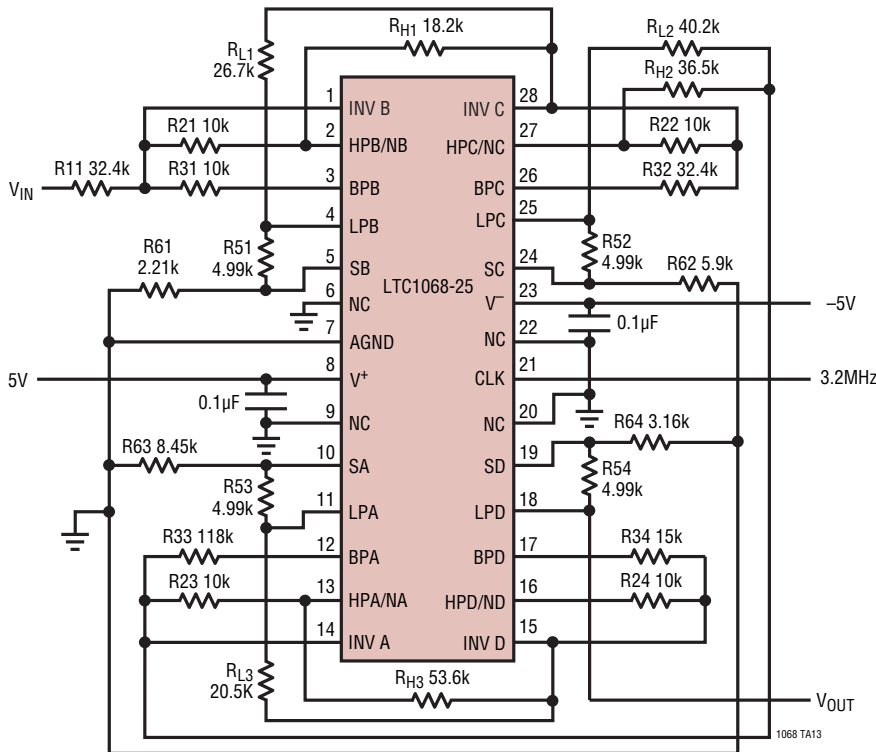 RH1 18.2k
RL1
26.7k
RL2 40.2k
RH2 36.5k
1 INV B
INV C 28
R21 10k
2 HPB/NB
HPC/NC 27
R22 10k
R11 32.4k
VIN
R31 10k
3 BPB
BPC 26
R32 32.4k
4 LPB
LPC 25
R61
2.21k
R51
4.99k
5 SB
SC 24
R52
4.99k
R62 5.9k
LTC1068-25
6 NC
V– 23
–5V
0.1µF
7 AGND
NC 22
5V
8 V+
CLK 21
3.2MHz
0.1µF
9 NC
NC 20
R63 8.45k
10 SA
SD 19
R64 3.16k
R53
4.99k
R54
4.99k
11 LPA
LPD 18
R33 118k
12 BPA
BPD 17
R34 15k
R23 10k
13 HPA/NA
HPD/ND 16
R24 10k
14 INV A
INV D 15
RL3
20.5K
RH3 53.6k
VOUT
1068 TA13